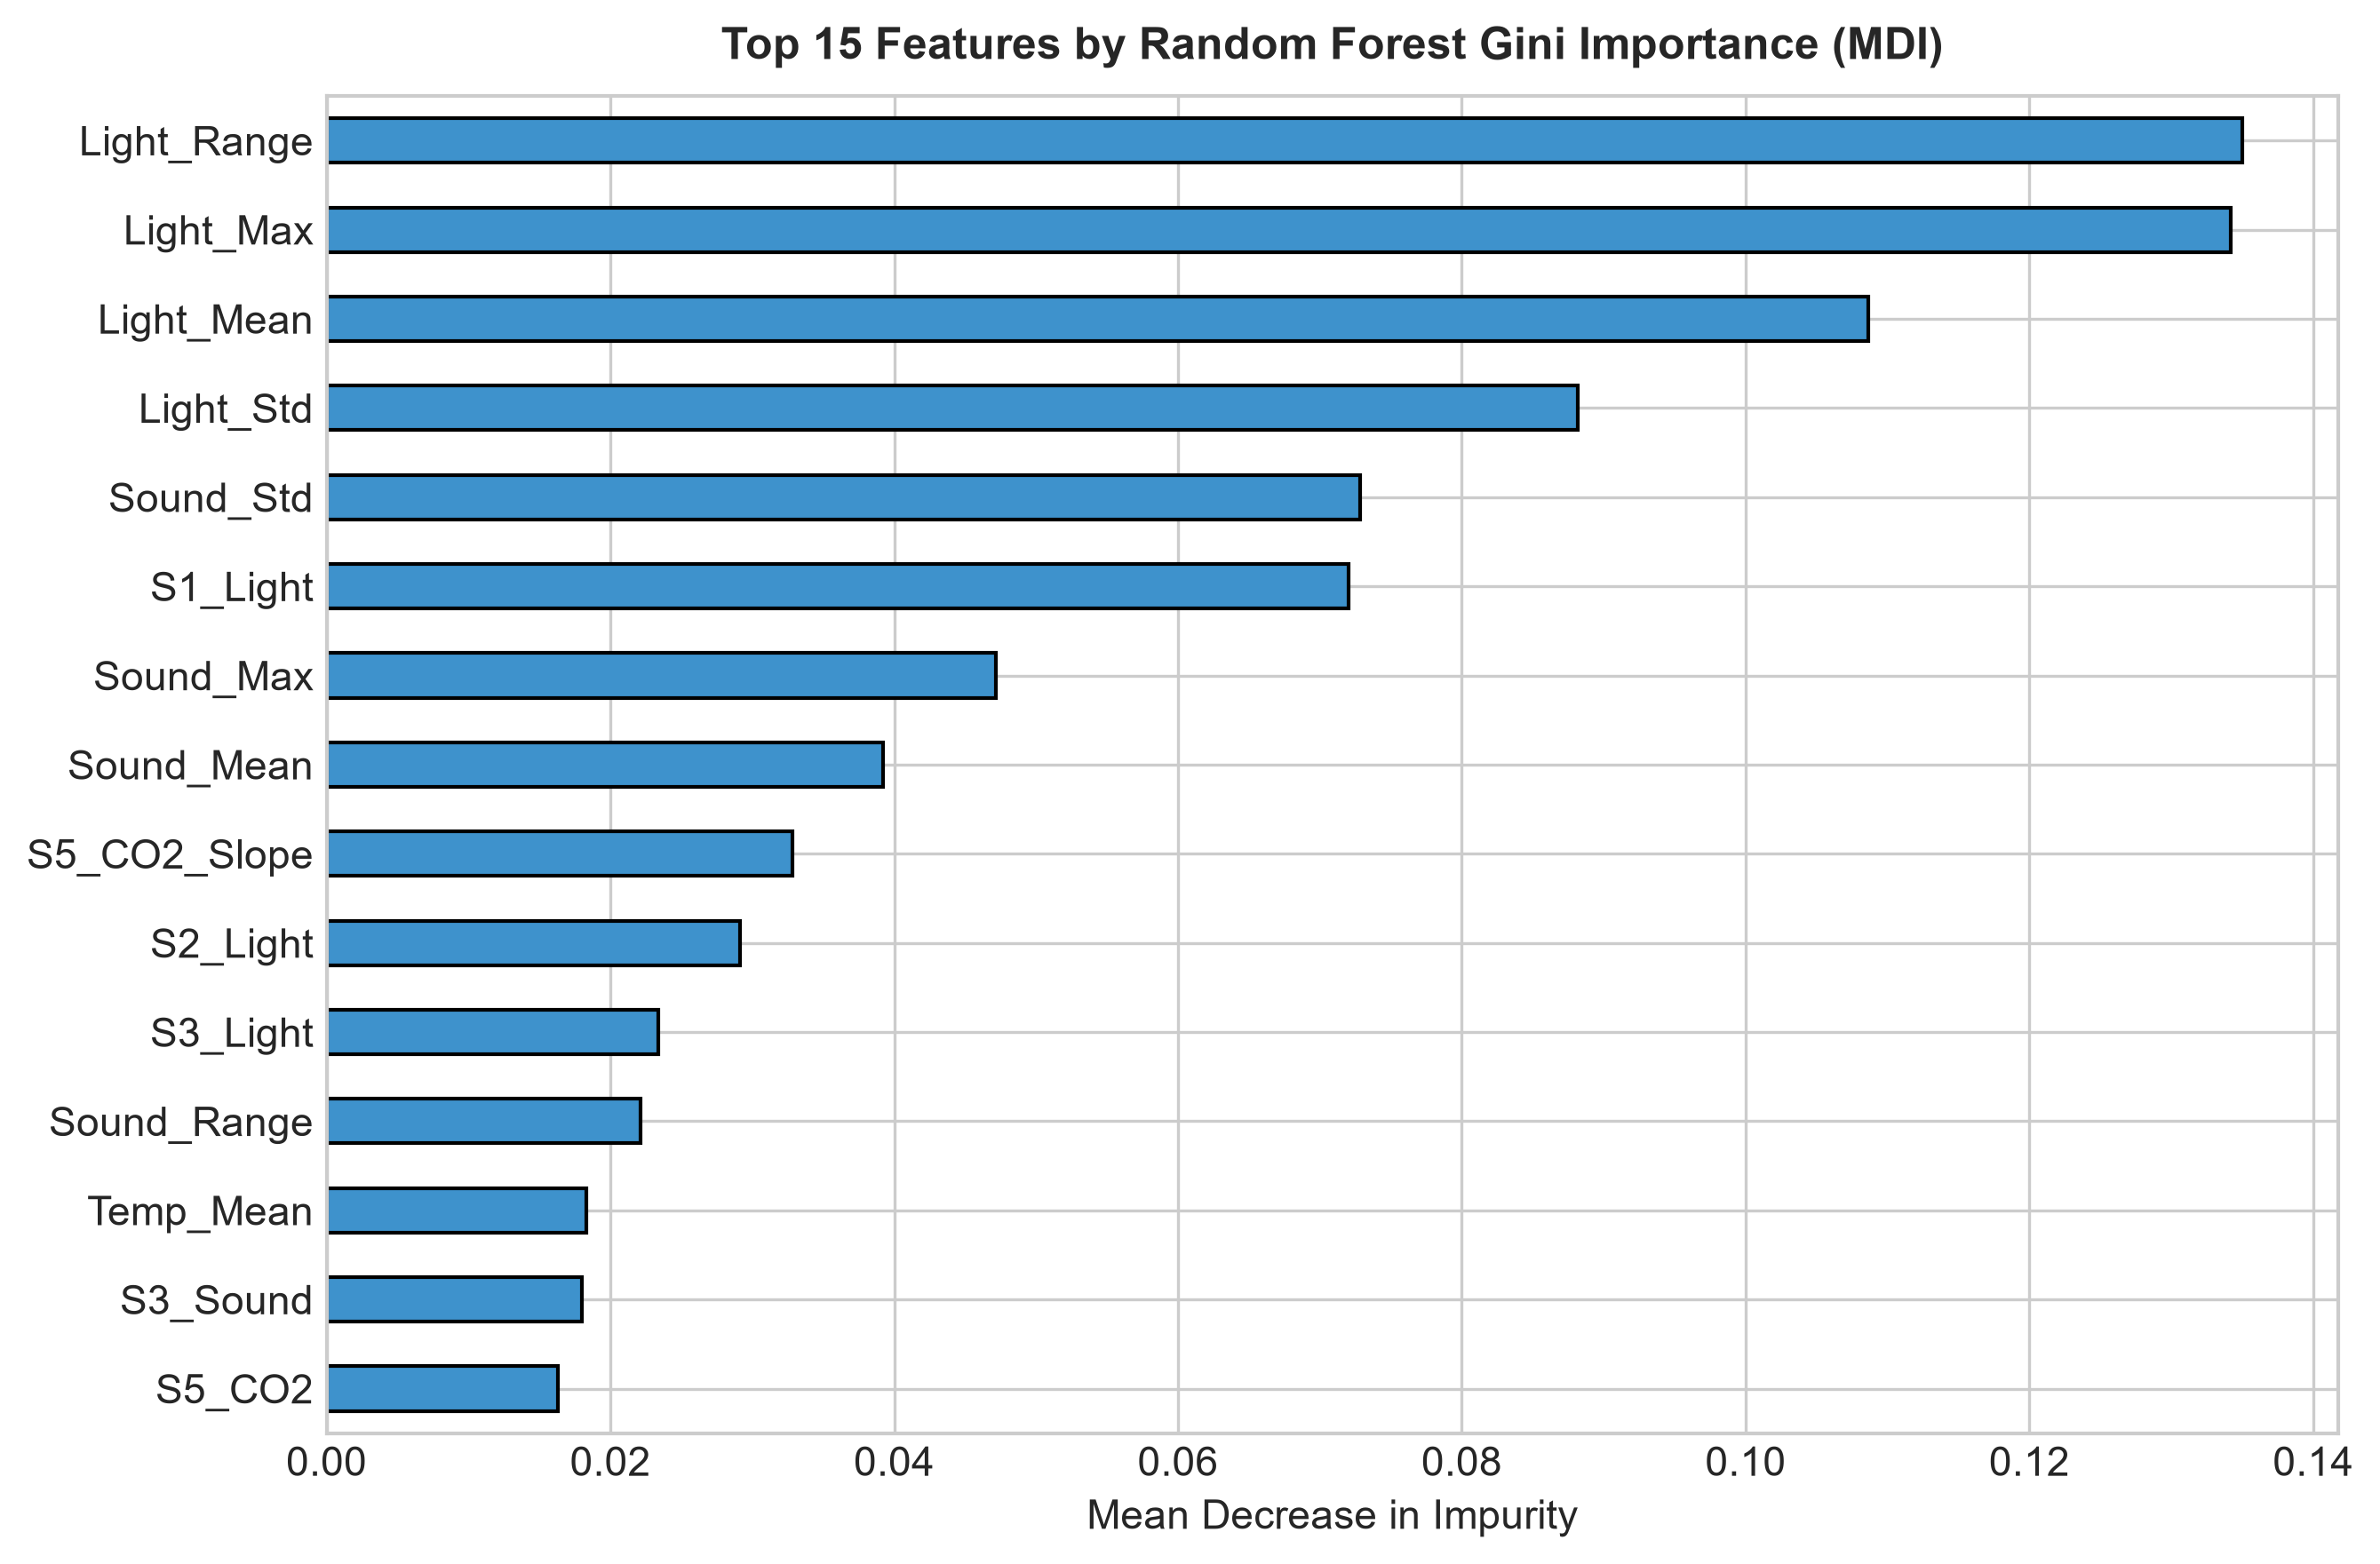 Top 15 Features by Random Forest Gini Importance (MDI)
Light_Range
Light_Max
Light_Mean
Light_Std
Sound_Std
S1_Light
Sound_Max
Sound_Mean
S5_CO2_Slope
S2_Light
S3_Light
Sound_Range
Temp_Mean
S3_Sound
S5_CO2
0.00 0.02 0.04 0.06 0.08 0.10 0.12 0.14
Mean Decrease in Impurity